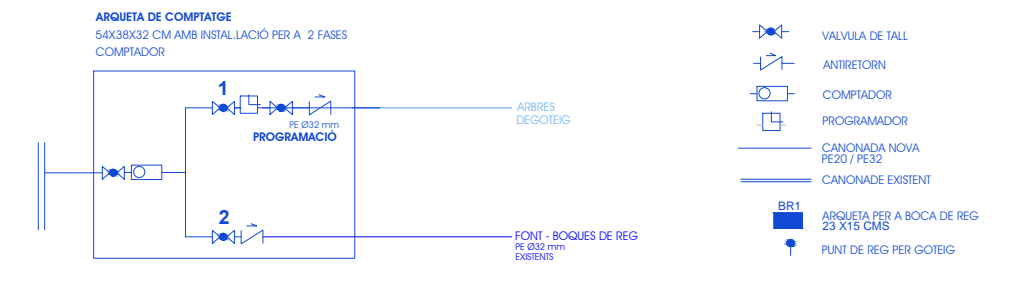 ARQUETA DE COMPTATGE
54X38X32 CM AMB INSTAL.LACIÓ PER A 2 FASES
COMPTADOR
1
PE Ø32 mm
PROGRAMACIÓ
2
ARBRES
DEGOTEIG
FONT - BOQUES DE REG
PE Ø32 mm
EXISTENTS
VALVULA DE TALL
ANTIRETORN
COMPTADOR
PROGRAMADOR
CANONADA NOVA
PE20 / PE32
CANONADE EXISTENT
BR1
ARQUETA PER A BOCA DE REG
23 X15 CMS
PUNT DE REG PER GOTEIG